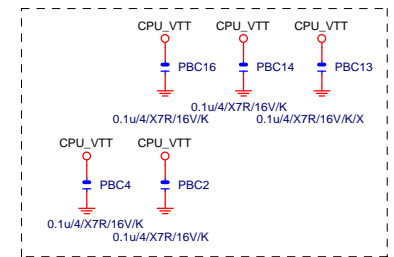 CPU_VTT CPU_VTT CPU_VTT
PBC16 PBC14 PBC13
0.1u/4/X7R/16V/K
0.1u/4/X7R/16V/K 0.1u/4/X7R/16V/K/X
CPU_VTT CPU_VTT
PBC4 PBC2
0.1u/4/X7R/16V/K
0.1u/4/X7R/16V/K